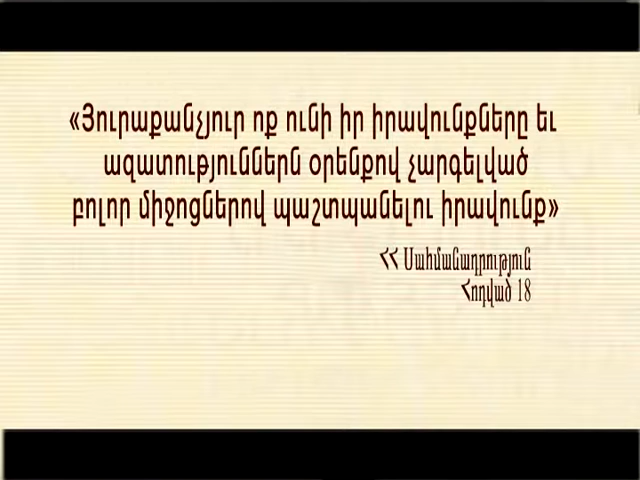 «Յուրաքանչյուր ոք ունի իր իրավունքները եւ
ազատություններն օրենքով չարգելված
բոլոր միջոցներով պաշտպանելու իրավունք»
ՀՀ Սահմանադրություն
Հոդված 18